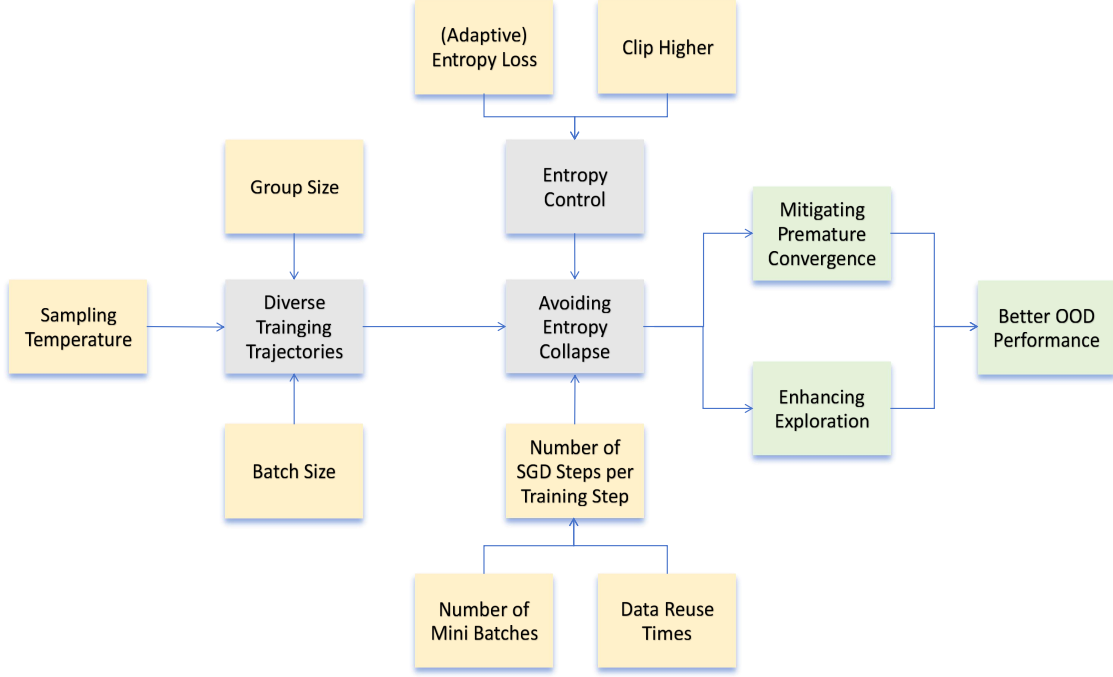 (Adaptive)
Entropy Loss
Clip Higher
Group Size
Entropy
Control
Mitigating
Premature
Convergence
Sampling
Temperature
Diverse
Trainging
Trajectories
Avoiding
Entropy
Collapse
Better OOD
Performance
Enhancing
Exploration
Batch Size
Number of
SGD Steps per
Training Step
Number of
Mini Batches
Data Reuse
Times